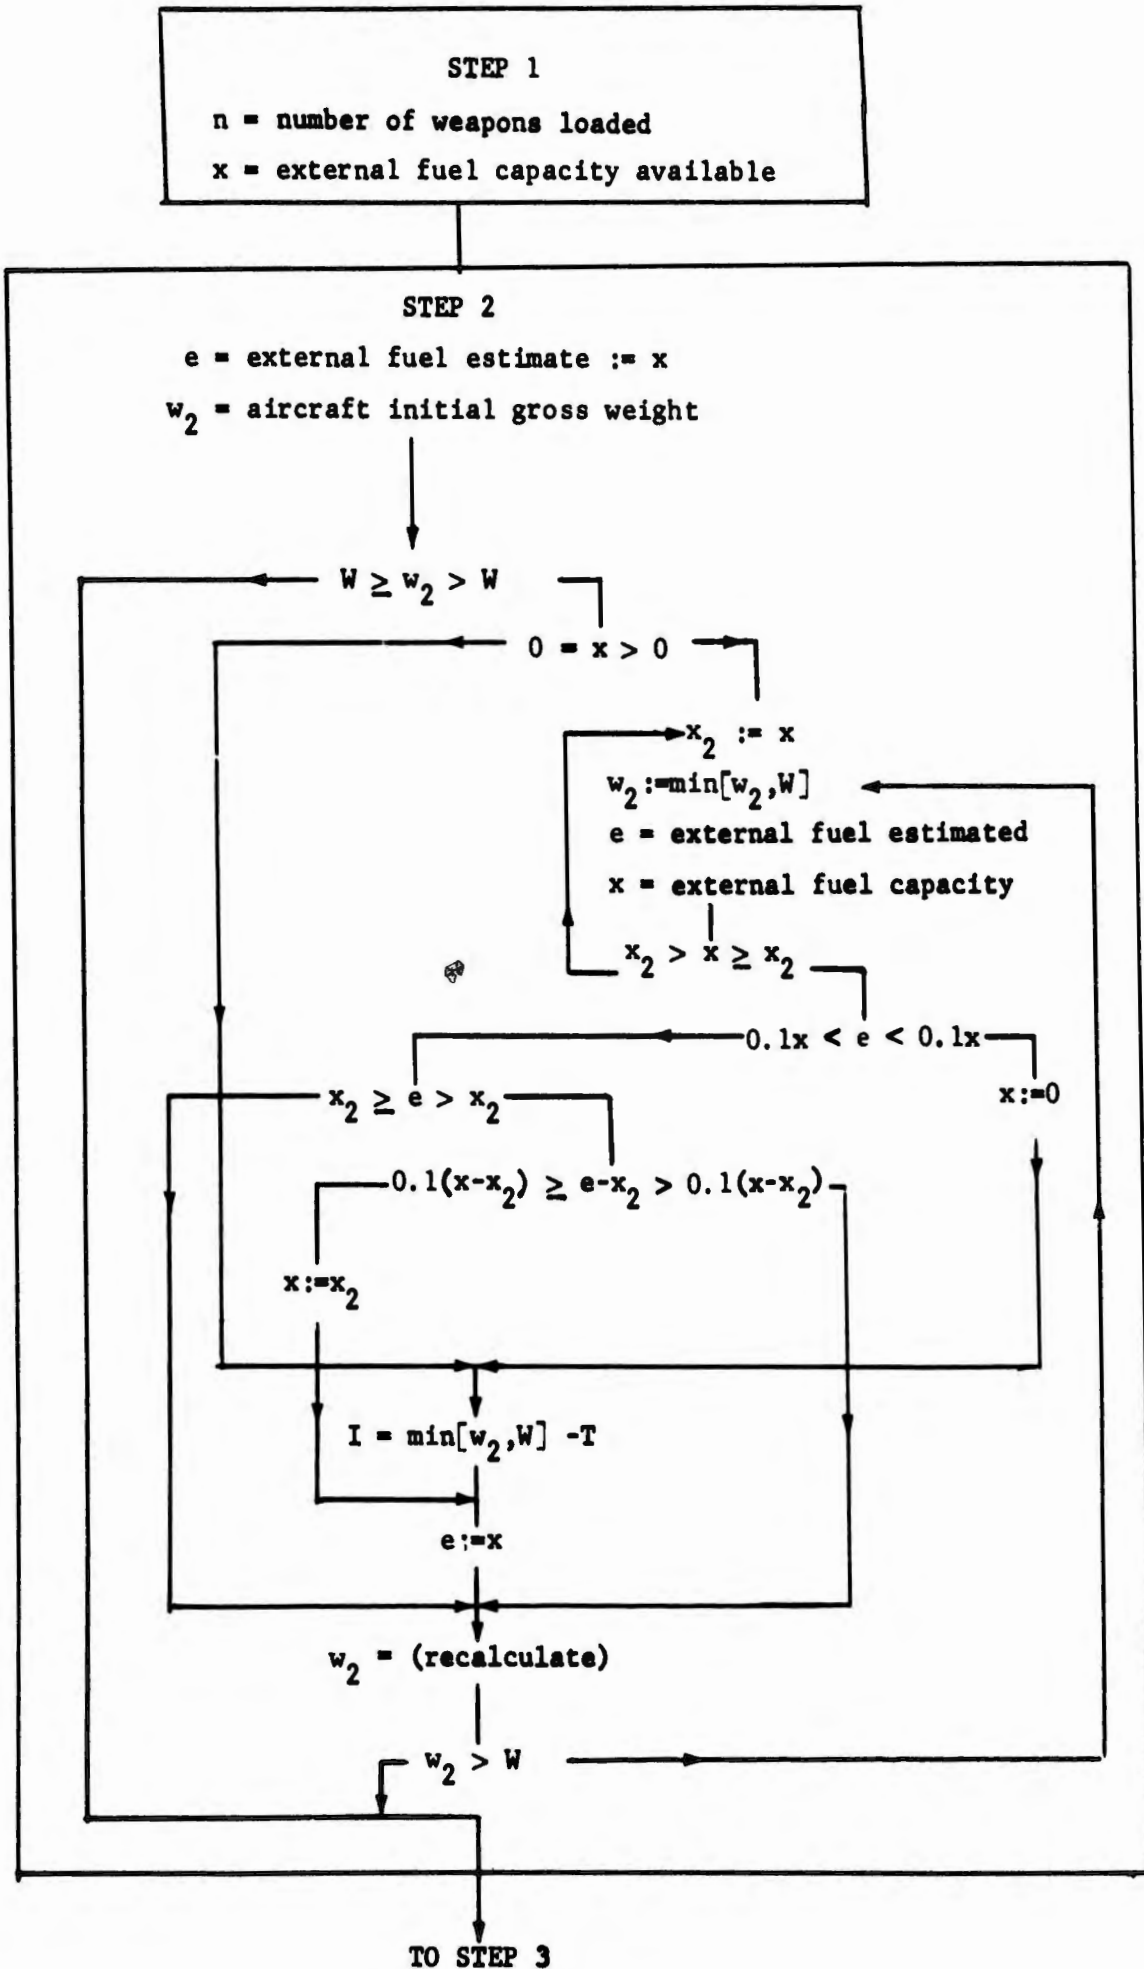 STEP 1
n = number of weapons loaded
x = external fuel capacity available
STEP 2
e = external fuel estimate := x
w₂ = aircraft initial gross weight
W ≥ w₂ > W
0 = x > 0
x₂ := x
w₂:=min[w₂,W]
e = external fuel estimated
x = external fuel capacity
x₂ > x ≥ x₂
0.1x < e < 0.1x
x₂ ≥ e > x₂
x:=0
0.1(x-x₂) ≥ e-x₂ > 0.1(x-x₂)
x:=x₂
I = min[w₂,W] -T
e:=x
w₂ = (recalculate)
w₂ > W
TO STEP 3